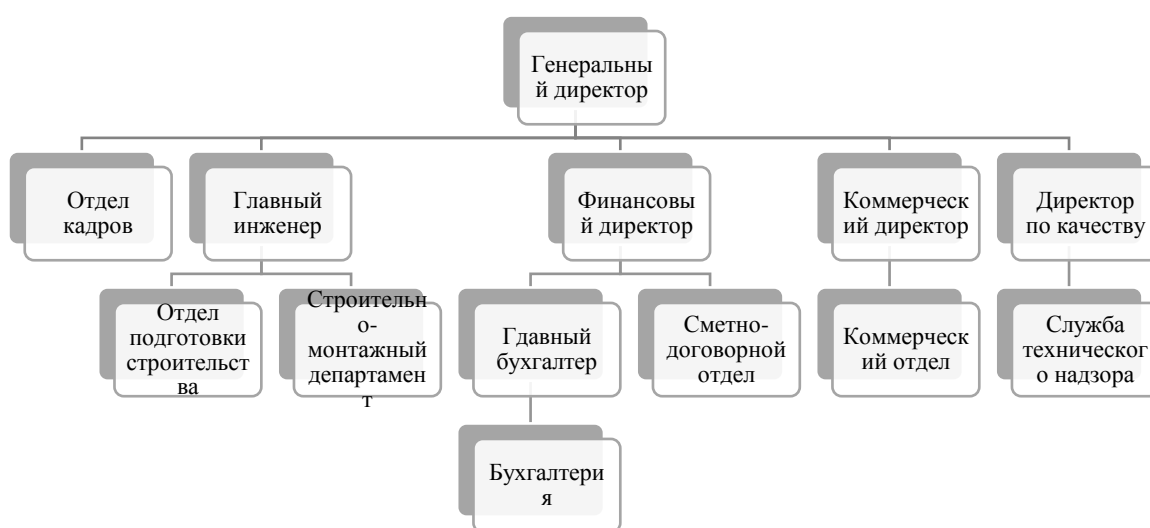 Генеральны
й директор
Отдел
кадров
Главный
инженер
Финансовы
й директор
Коммерческ
ий директор
Директор
по качеству
Отдел
подготовки
строительст
ва
Строительн
о-
монтажный
департамен
т
Гдавный
бухгалтер
Сметно-
договорной
отдел
Коммерческ
ий отдел
Служба
техническог
о надзора
Бухгалтери
я